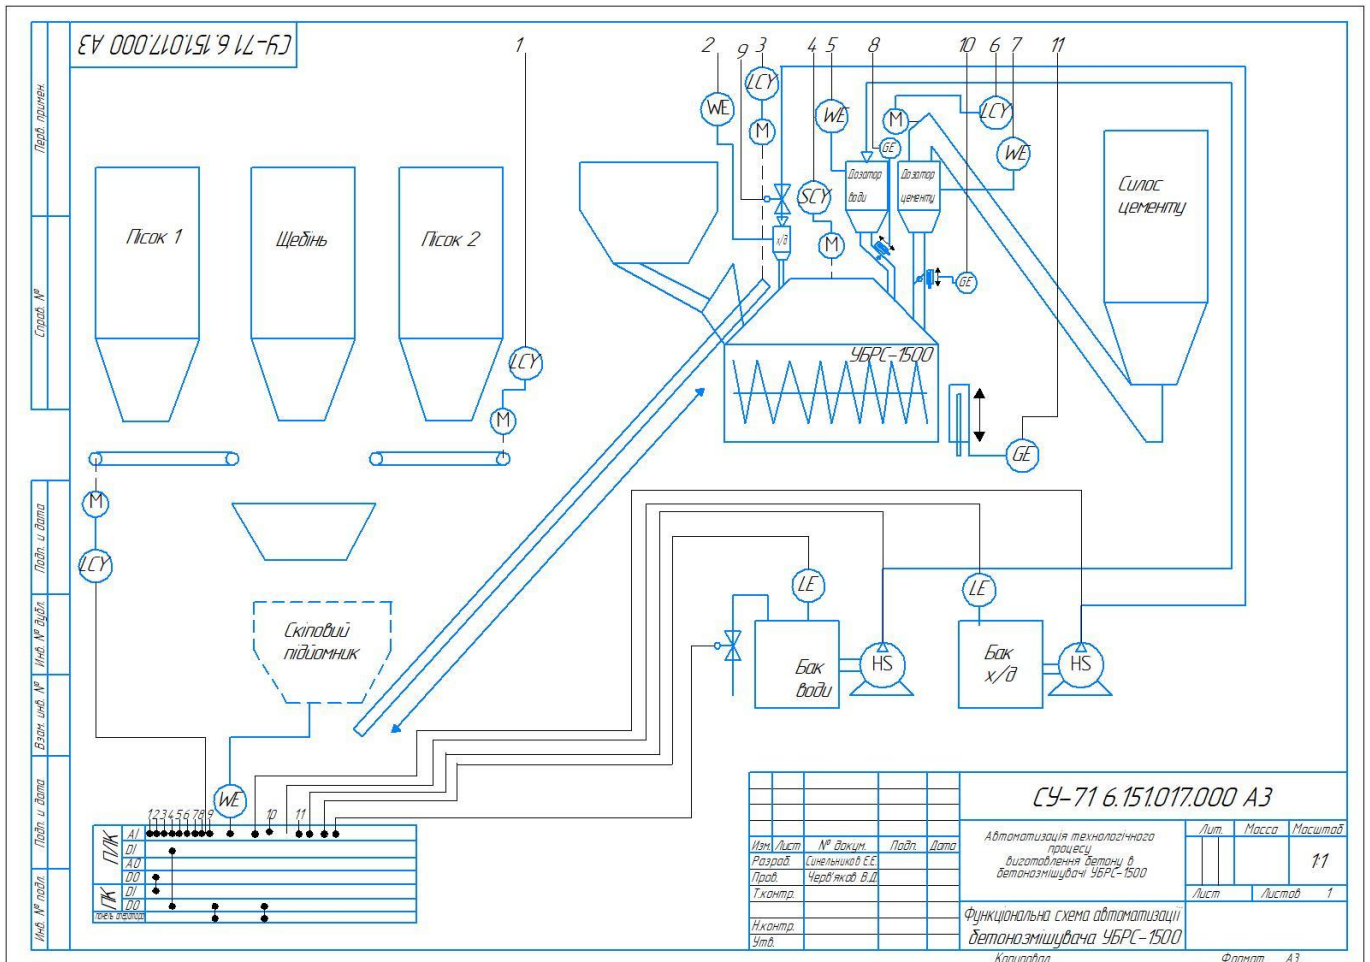 СУ-71 6.151.017.000 А3
1
2
9
3
4
5
8
10
6
7
11
Перв. примен.
Справ. №
Подп. и дата
Инв. № дубл.
Взам. инв. №
Подп. и дата
Инв. № подл.
LCY
WE
M
SCY
M
WE
GE
M
LCY
WE
Пісок 1
Щебінь
Пісок 2
х/д
Дозатор
води
Дозатор
цементу
Силос
цементу
GE
LCY
M
УБРС-1500
GE
M
LCY
LE
LE
Скіповий
підйомник
Бак
води
HS
Бак
х/д
HS
WE
1 2 3 4 5 6 7 8 9
10
11
ПЛК
AI
DI
AO
DO
ПК
DI
DO
СУ-71 6.151.017.000 А3
Изм. Лист № докум. Подп. Дата
Разраб. Синельников Є.Е.
Пров. Черв'яков В.Д.
Т.контр.
Н.контр.
Утв.
Автоматизація технологічного
процесу
виготовлення бетону в
бетонозмішувачі УБРС-1500
Лит. Масса Масштаб
1:1
Лист Листов 1
Функціональна схема автоматизації
бетонозмішувача УБРС-1500
Копировал Формат А3